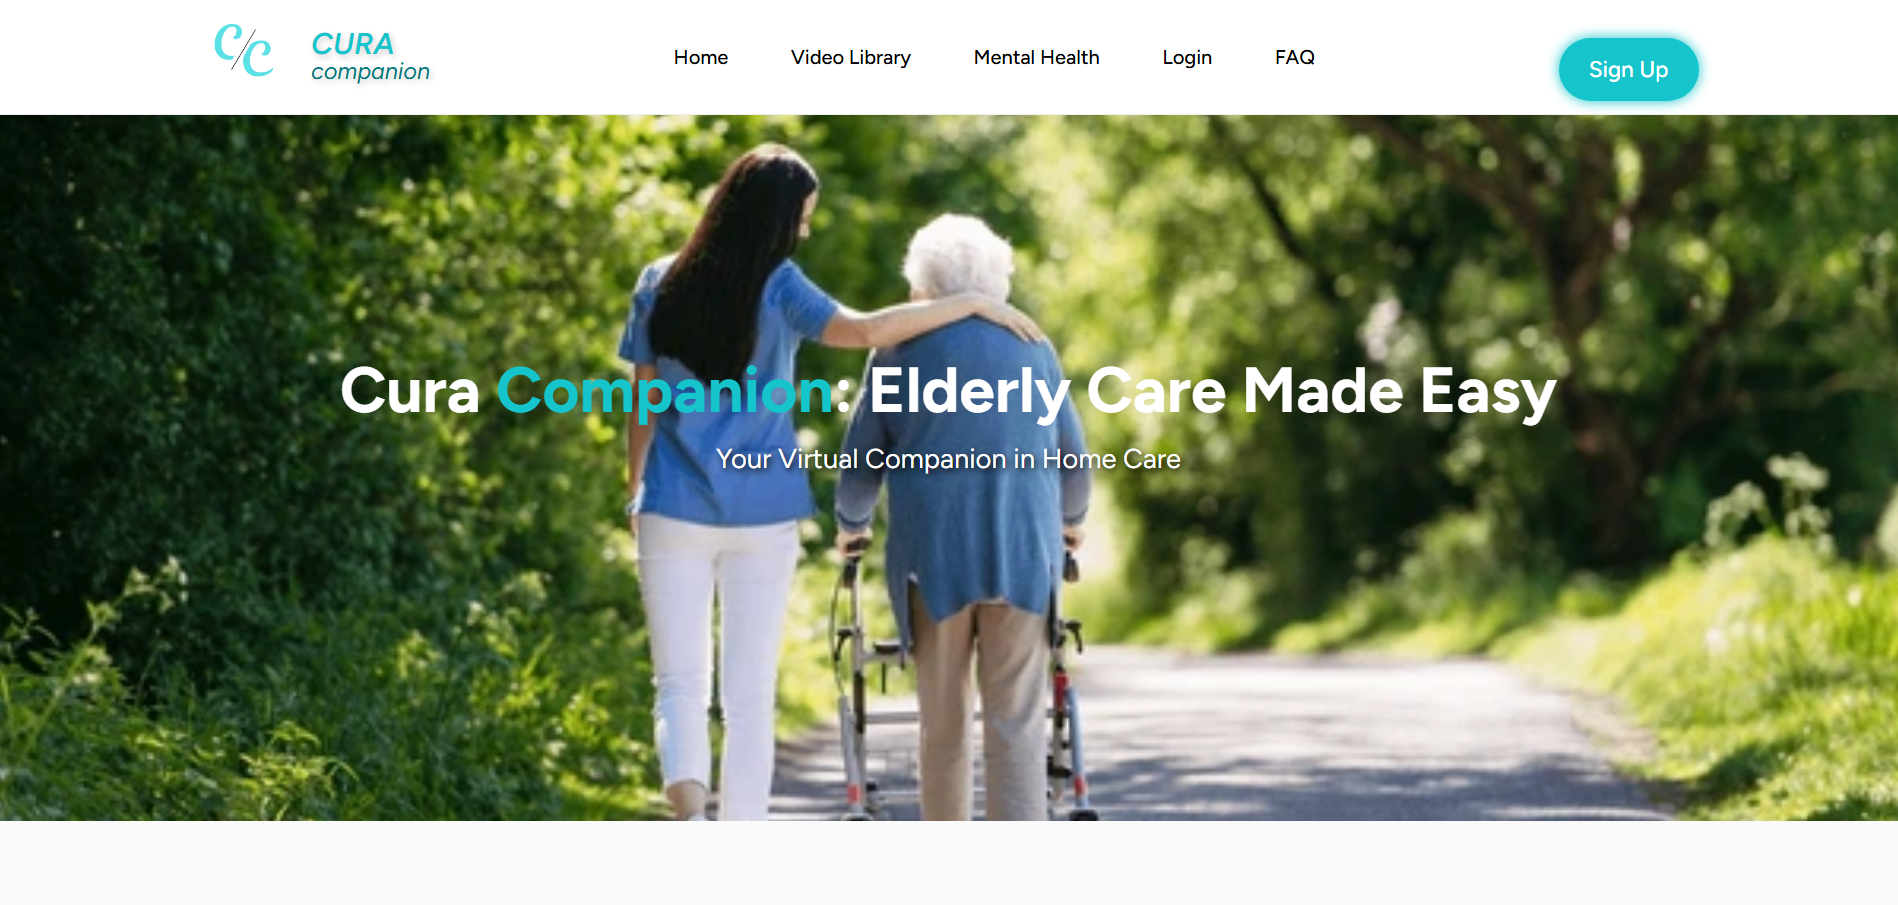 CC
CURA
companion
Home
Video Library
Mental Health
Login
FAQ
Sign Up
Cura Companion: Elderly Care Made Easy
Your Virtual Companion in Home Care